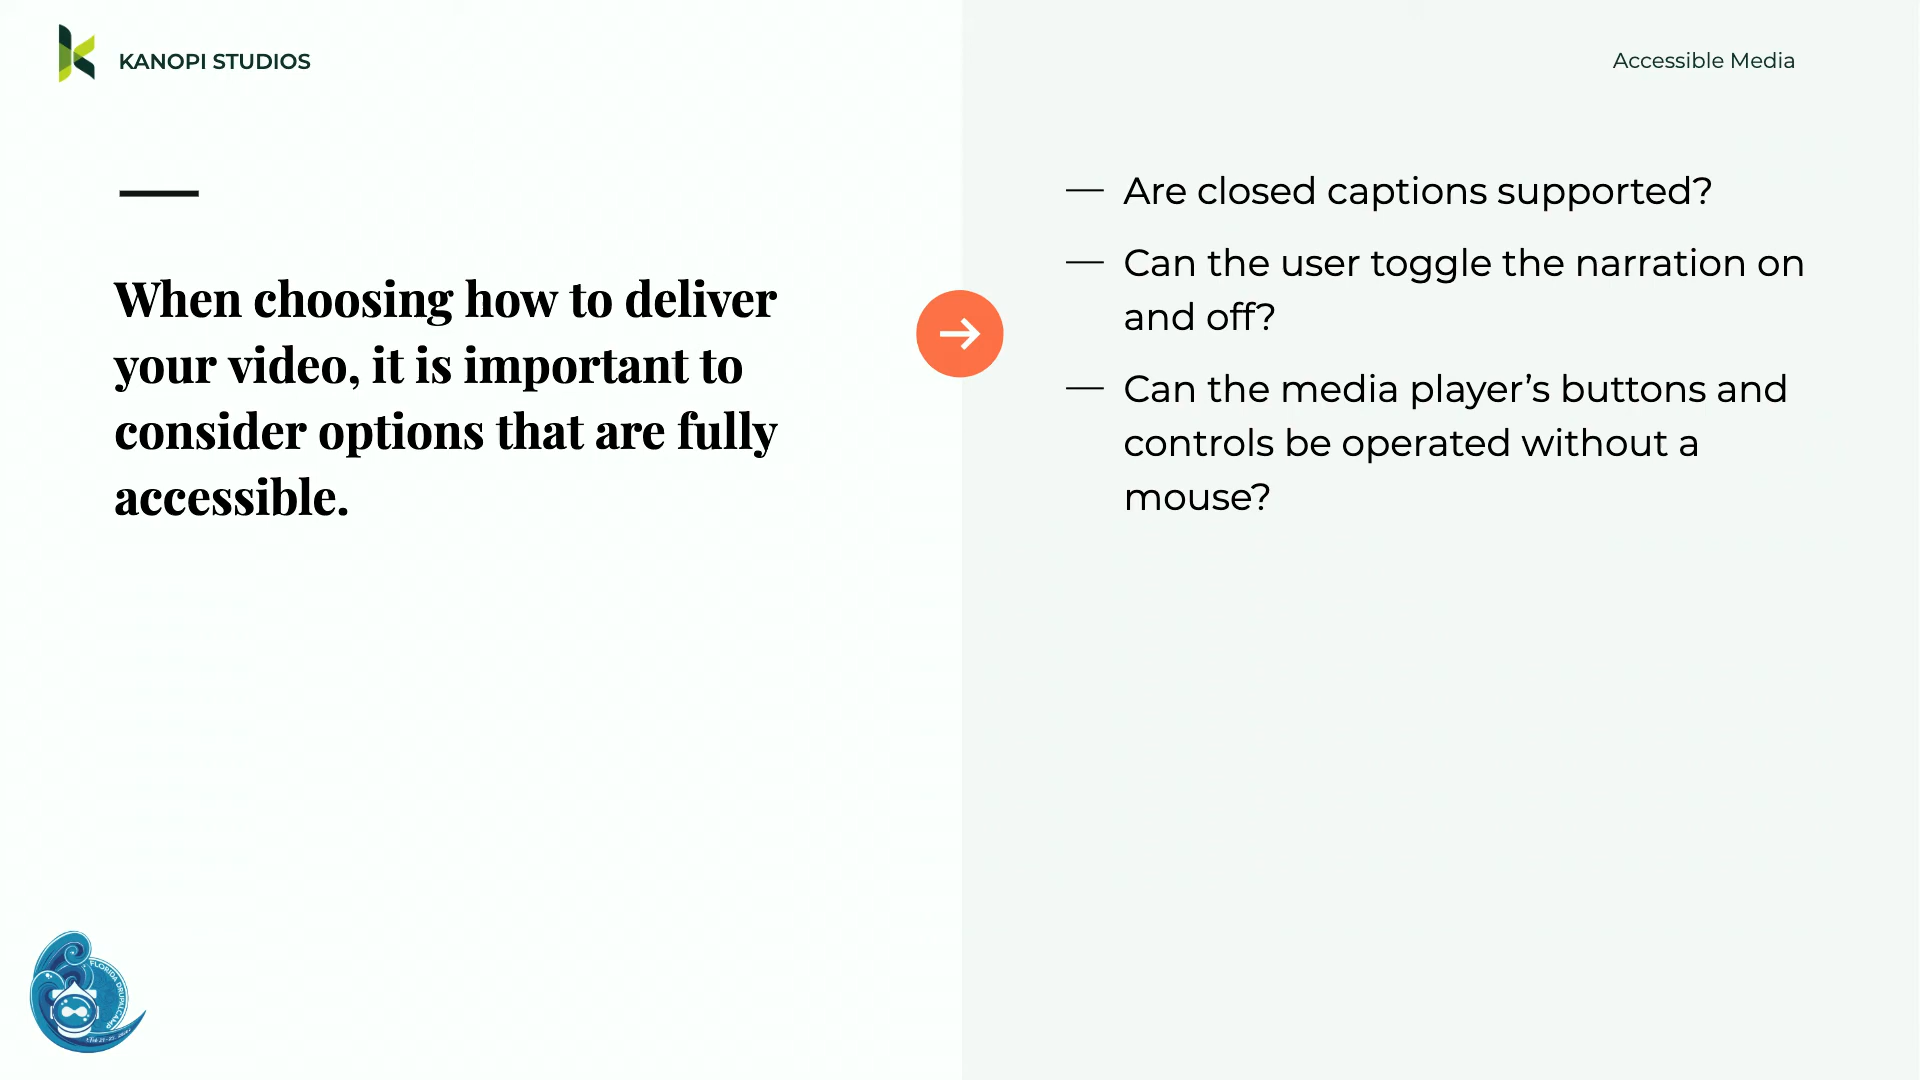 KANOPI STUDIOS
Accessible Media
When choosing how to deliver
your video, it is important to
consider options that are fully
accessible.
— Are closed captions supported?
— Can the user toggle the narration on
and off?
— Can the media player’s buttons and
controls be operated without a
mouse?
FLORIDA DRUPALCAMP